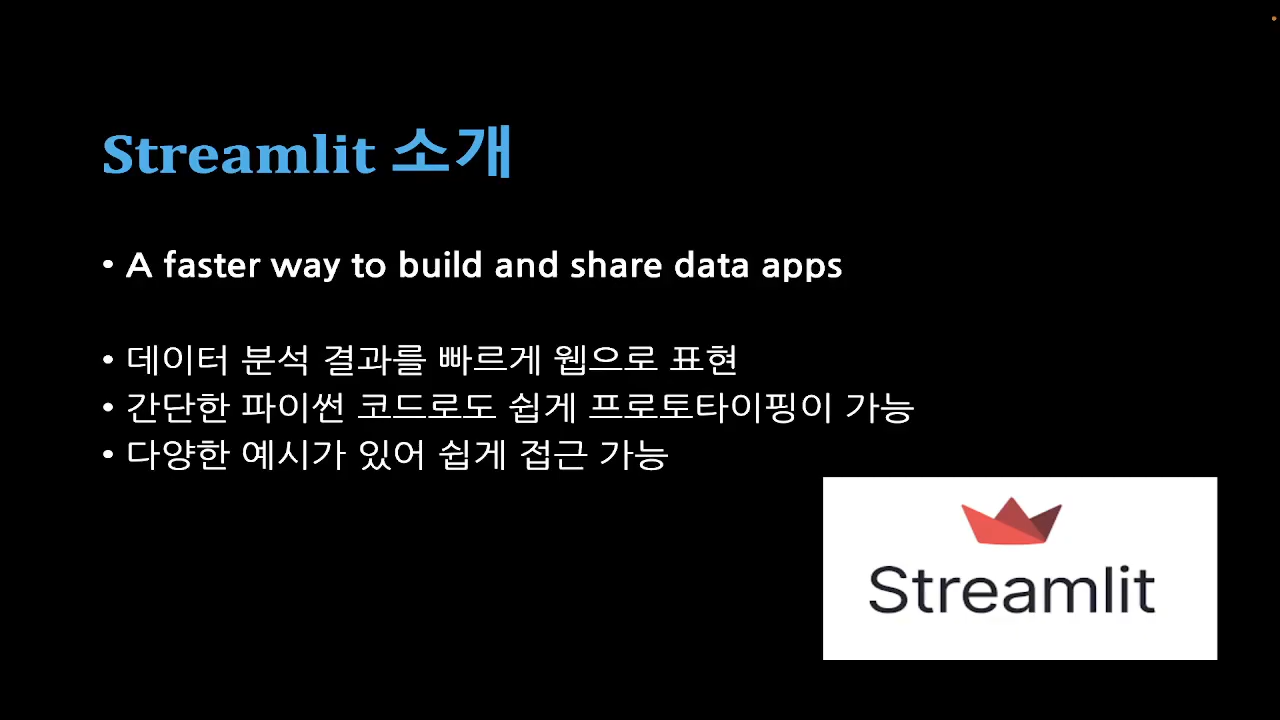 Streamlit 소개
• A faster way to build and share data apps
• 데이터 분석 결과를 빠르게 웹으로 표현
• 간단한 파이썬 코드로도 쉽게 프로토타이핑이 가능
• 다양한 예시가 있어 쉽게 접근 가능
Streamlit